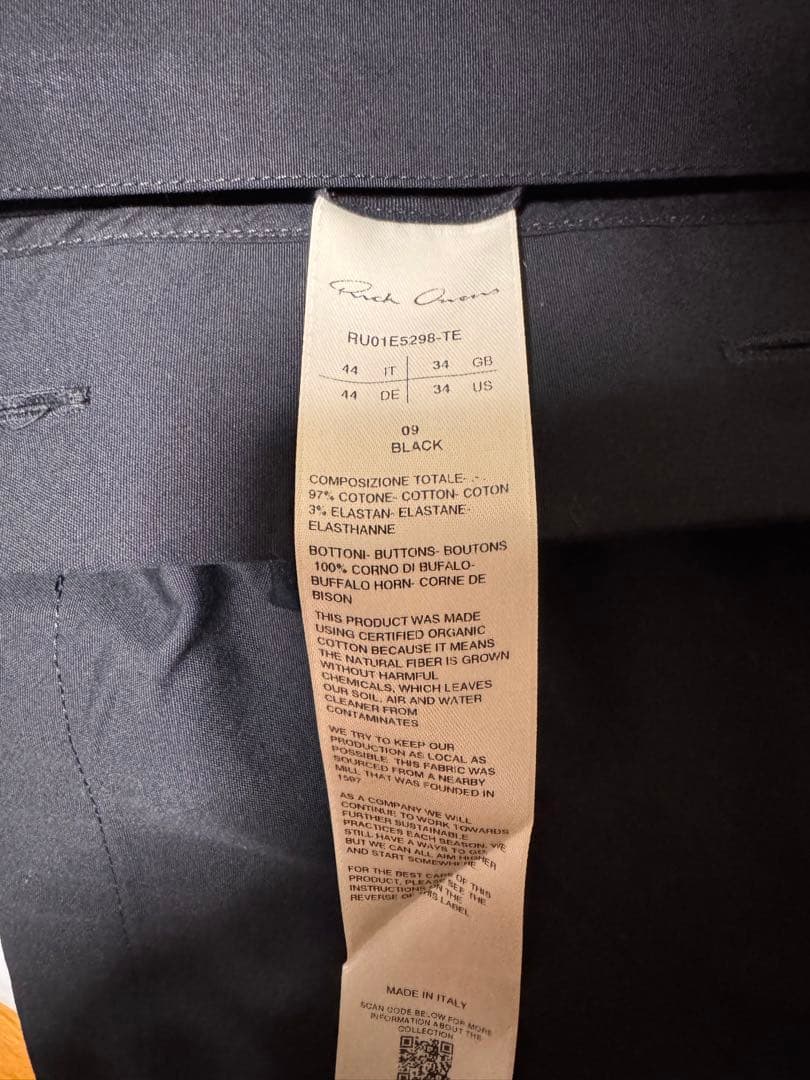 Rick Owens
RU01E5298-TE
44 IT 34 GB
44 DE 34 US
09
BLACK
COMPOSIZIONE TOTALE- -
97% COTONE- COTTON- COTON
3% ELASTAN- ELASTANE-
ELASTHANNE
BOTTONI- BUTTONS- BOUTONS
100% CORNO DI BUFALO-
BUFFALO HORN- CORNE DE
BISON
THIS PRODUCT WAS MADE
USING CERTIFIED ORGANIC
COTTON BECAUSE IT MEANS
THE NATURAL FIBER IS GROWN
WITHOUT HARMFUL
CHEMICALS, WHICH LEAVES
OUR SOIL, AIR AND WATER
CLEANER FROM
CONTAMINATES
WE TRY TO KEEP OUR
PRODUCTION AS LOCAL AS
POSSIBLE. THIS FABRIC WAS
SOURCED FROM A NEARBY
MILL THAT WAS FOUNDED IN
AS A COMPANY WE WILL
CONTINUE TO WORK TOWARDS
FURTHER SUSTAINABLE
PRACTICES EACH SEASON. WE
STILL HAVE A WAYS TO GO,
BUT WE CAN ALL AIM HIGHER
AND START SOMEWHERE
FOR THE BEST CARE OF THIS
PRODUCT, PLEASE SEE THE
INSTRUCTIONS ON THE
REVERSE OF THIS LABEL
MADE IN ITALY
SCAN CODE BELOW FOR MORE
INFORMATION ABOUT THE
COLLECTION